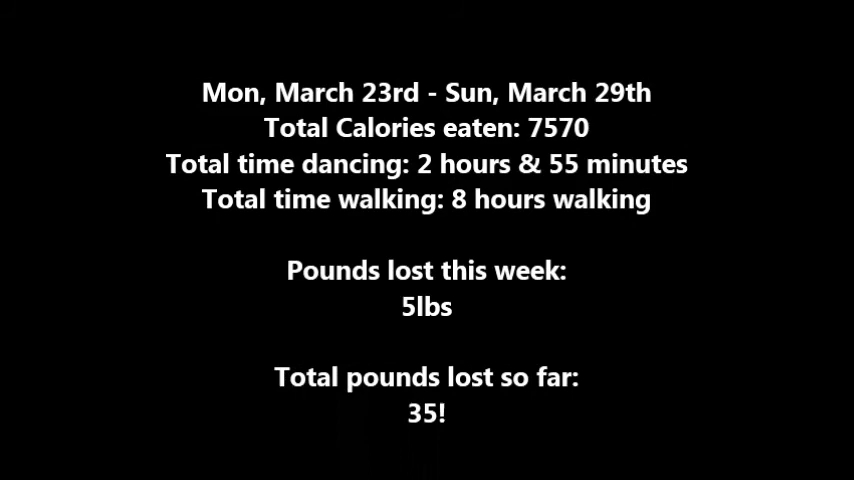 Mon, March 23rd - Sun, March 29th
Total Calories eaten: 7570
Total time dancing: 2 hours & 55 minutes
Total time walking: 8 hours walking
Pounds lost this week:
5lbs
Total pounds lost so far:
35!